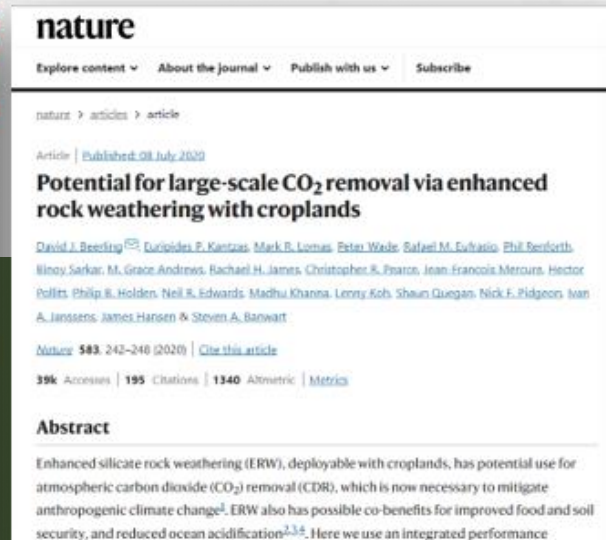 nature
Explore content About the journal Publish with us Subscribe
nature > articles > article
Article | Published: 08 July 2020
Potential for large-scale CO₂ removal via enhanced
rock weathering with croplands
David J. Beerling, Euripides P. Kantzas, Mark R. Lomas, Peter Wade, Rafael M. Eufrasio, Phil Renforth,
Binoy Sarkar, M. Grace Andrews, Rachael H. James, Christopher R. Pearce, Jean-Francois Mercure, Hector
Pollitt, Philip B. Holden, Neil R. Edwards, Madhu Khanna, Lenny Koh, Shaun Quegan, Nick F. Pidgeon, Ivan
A. Janssens, James Hansen & Steven A. Banwart
Nature 583, 242–248 (2020) | Cite this article
39k Accesses | 195 Citations | 1340 Altmetric | Metrics
Abstract
Enhanced silicate rock weathering (ERW), deployable with croplands, has potential use for
atmospheric carbon dioxide (CO₂) removal (CDR), which is now necessary to mitigate
anthropogenic climate change¹. ERW also has possible co-benefits for improved food and soil
security, and reduced ocean acidification²,³,⁴. Here we use an integrated performance